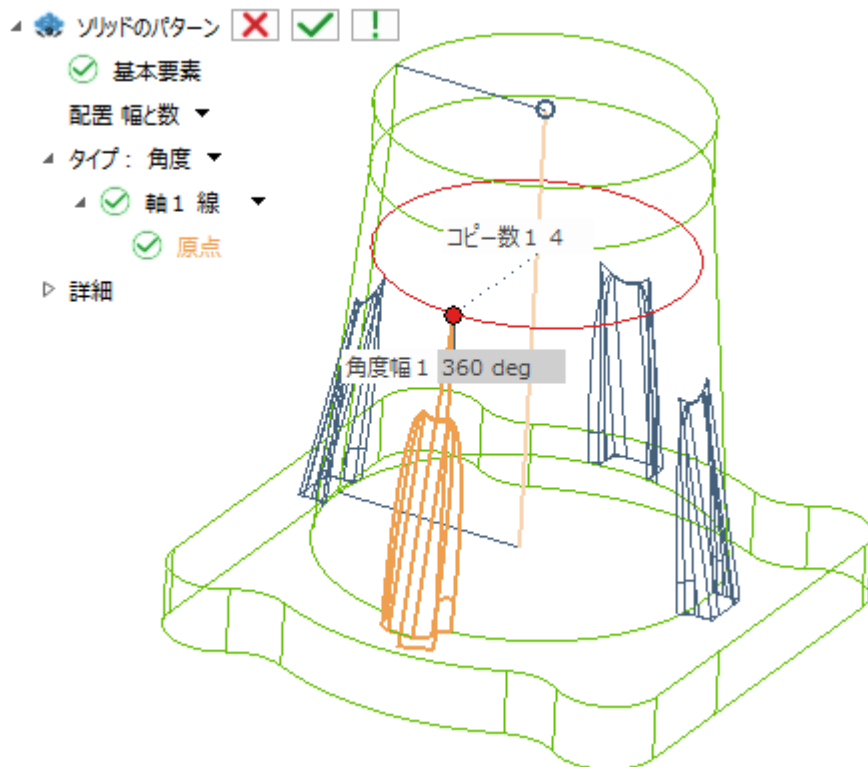 ソリッドのパターン
基本要素
配置 幅と数
タイプ： 角度
軸１ 線
原点
詳細
コピー数１ 4
角度幅１ 360 deg